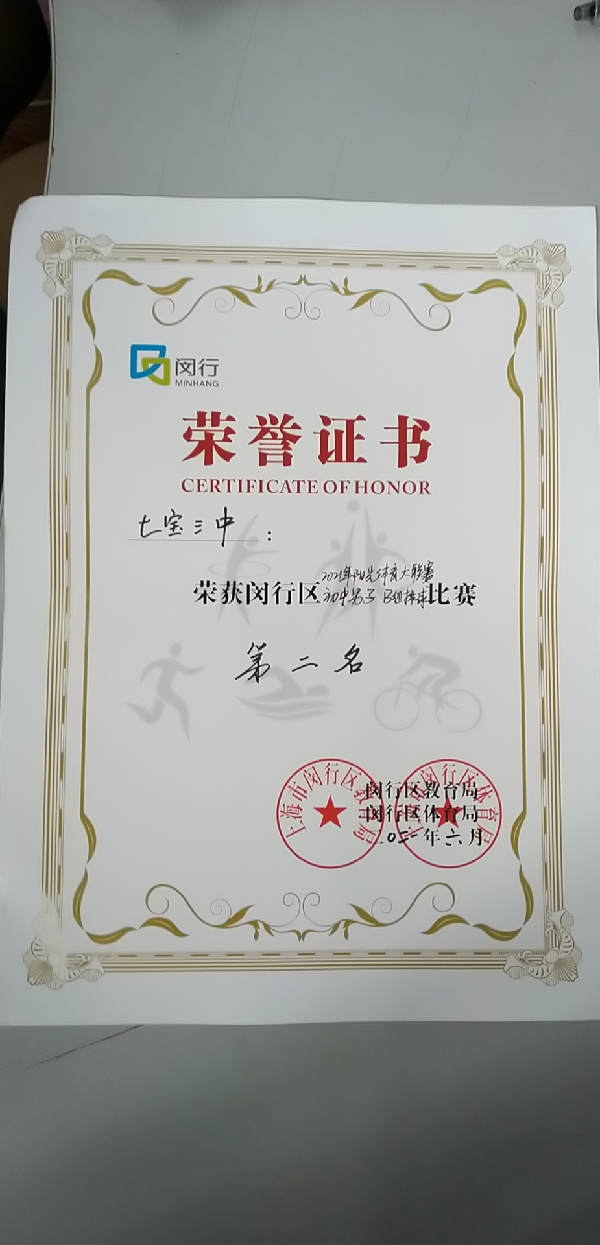 闵行
MINHANG
荣誉证书
CERTIFICATE OF HONOR
七宝三中：
荣获闵行区2021年阳光体育大联赛初中男子B组排球比赛
第二名
闵行区教育局
闵行区体育局
二〇二一年六月
上海市闵行区教育局
上海市闵行区体育局